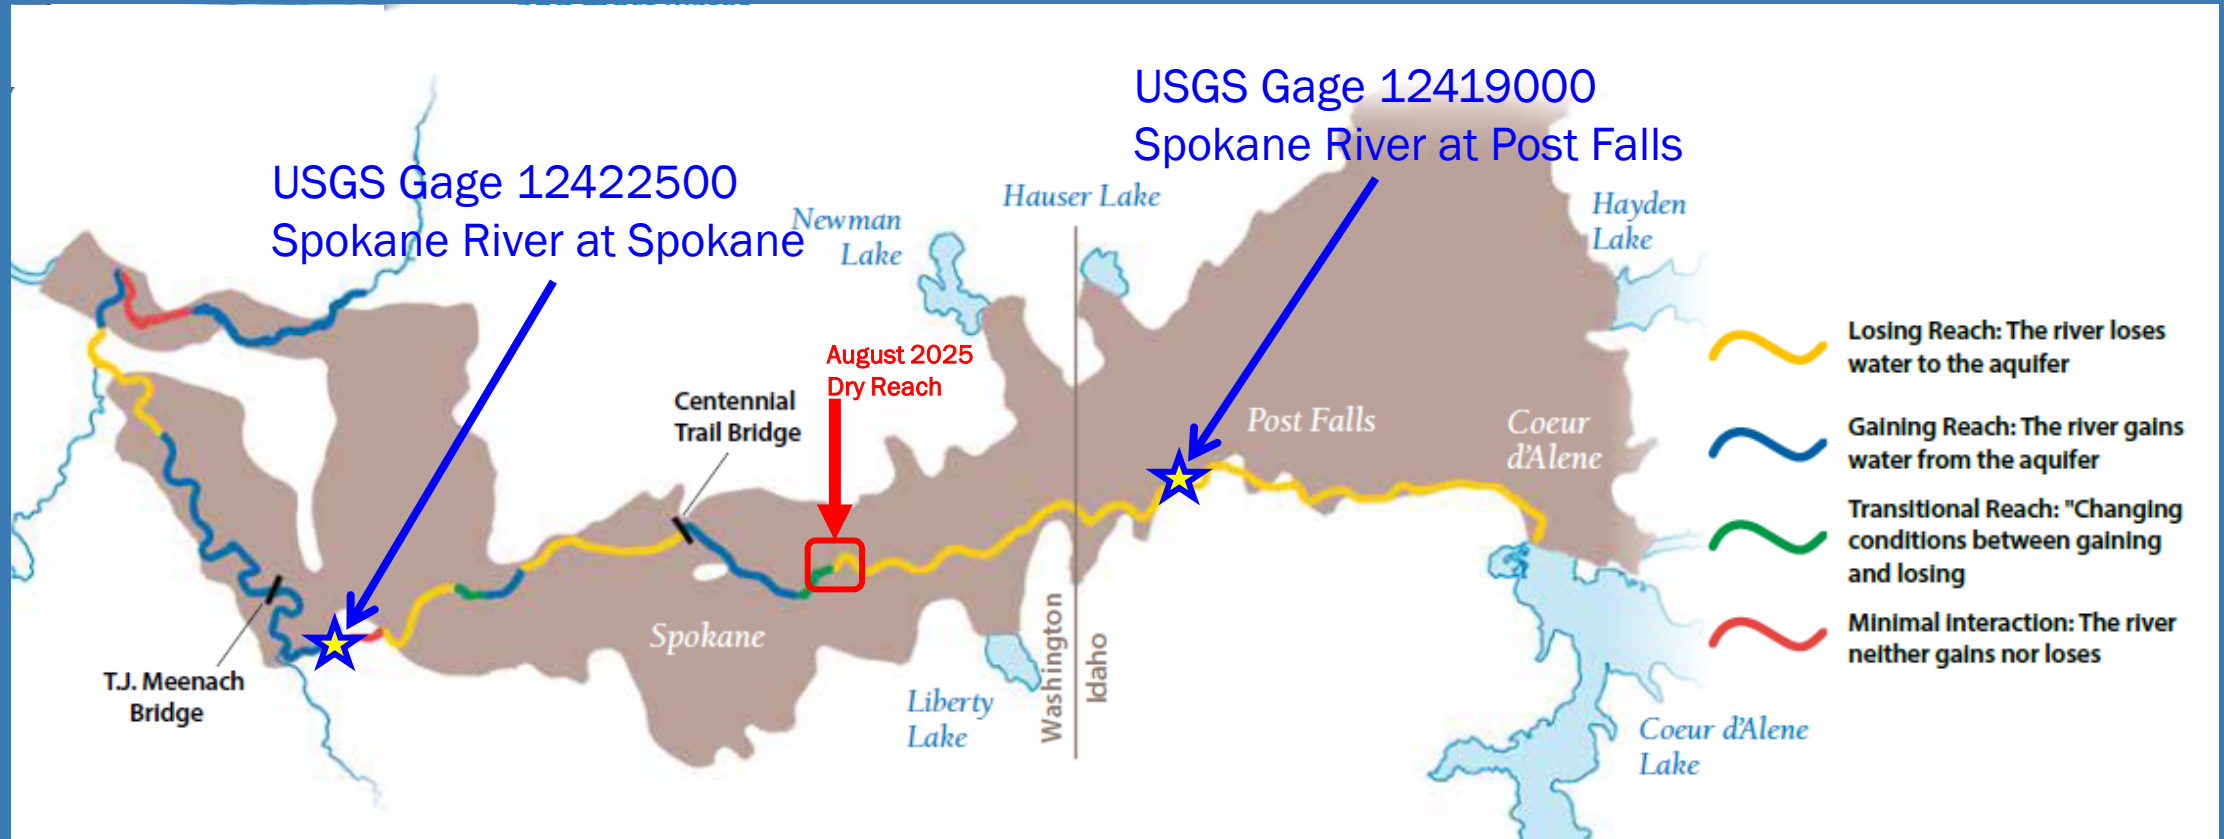 USGS Gage 12419000
Spokane River at Post Falls
USGS Gage 12422500
Spokane River at Spokane
Hauser Lake
Newman
Lake
Hayden
Lake
August 2025
Dry Reach
Centennial
Trail Bridge
Post Falls
Coeur
d'Alene
Spokane
T.J. Meenach
Bridge
Liberty
Lake
Washington
Idaho
Coeur d'Alene
Lake
Losing Reach: The river loses
water to the aquifer
Gaining Reach: The river gains
water from the aquifer
Transitional Reach: "Changing
conditions between gaining
and losing
Minimal interaction: The river
neither gains nor loses